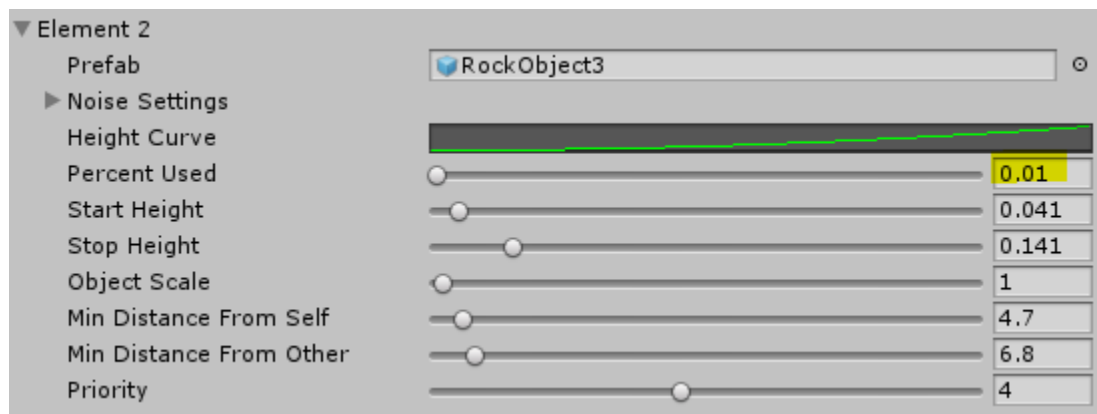 Element 2
Prefab RockObject3
Noise Settings
Height Curve
Percent Used 0.01
Start Height 0.041
Stop Height 0.141
Object Scale 1
Min Distance From Self 4.7
Min Distance From Other 6.8
Priority 4